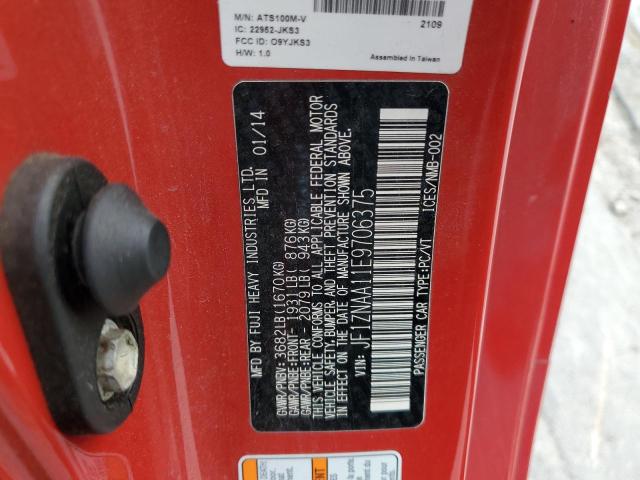 M/N: ATS100M-V
IC: 22952-JKS3
FCC ID: O9YJKS3
H/W: 1.0
2109
Assembled in Taiwan
MFD BY FUJI HEAVY INDUSTRIES LTD.
MFD IN 01/14
GVWR/PNBV: 3682LB(1670KG)
GAWR/PNBE:FRONT- 1931LB( 876KG)
GAWR/PNBE:REAR - 2079LB( 943KG)
THIS VEHICLE CONFORMS TO ALL APPLICABLE FEDERAL MOTOR
VEHICLE SAFETY,BUMPER, AND THEFT PREVENTION STANDARDS
IN EFFECT ON THE DATE OF MANUFACTURE SHOWN ABOVE.
VIN: JF1ZNAA11E9706375
PASSENGER CAR TYPE:PC/VT ICES/NMB-002